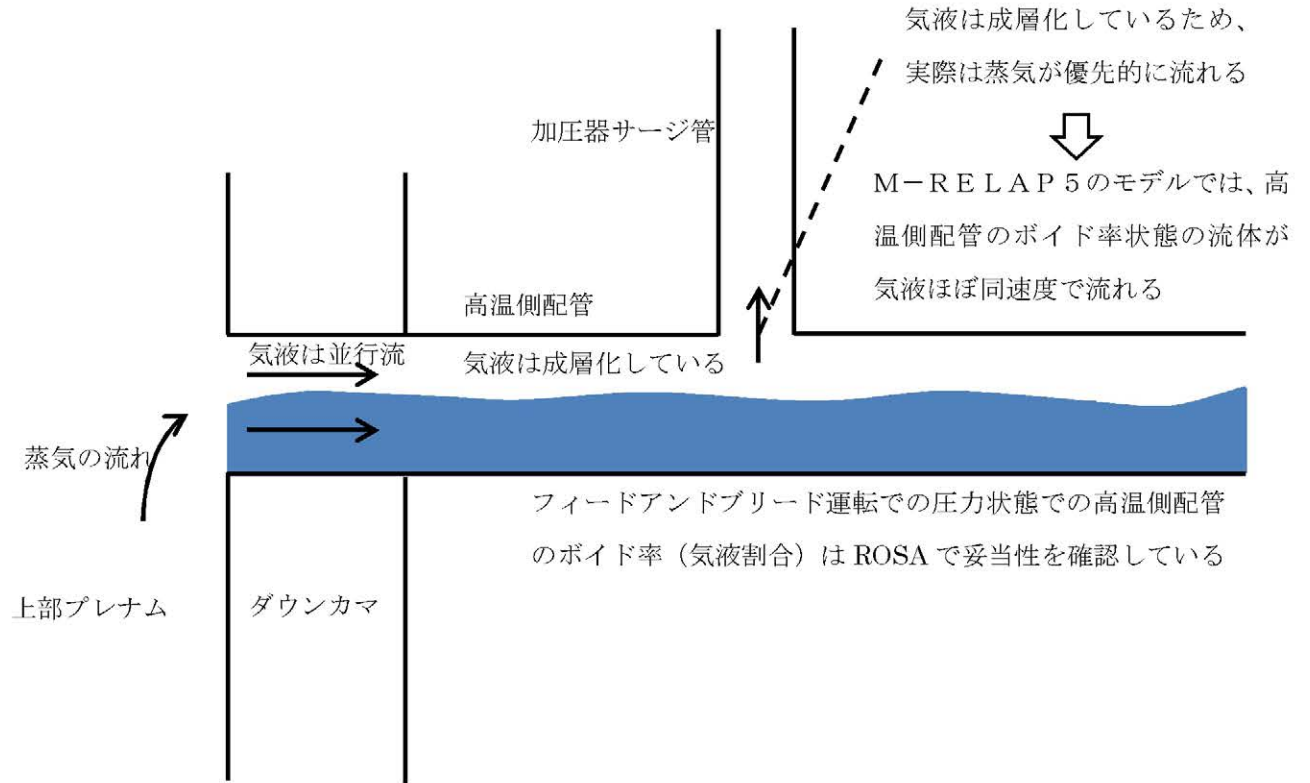 気液は成層化しているため、
実際は蒸気が優先的に流れる
加圧器サージ管
M-RELAP5のモデルでは、高
温側配管のボイド率状態の流体が
気液ほぼ同速度で流れる
高温側配管
気液は並行流
気液は成層化している
蒸気の流れ
フィードアンドブリード運転での圧力状態での高温側配管
のボイド率（気液割合）は ROSA で妥当性を確認している
上部プレナム
ダウンカマ